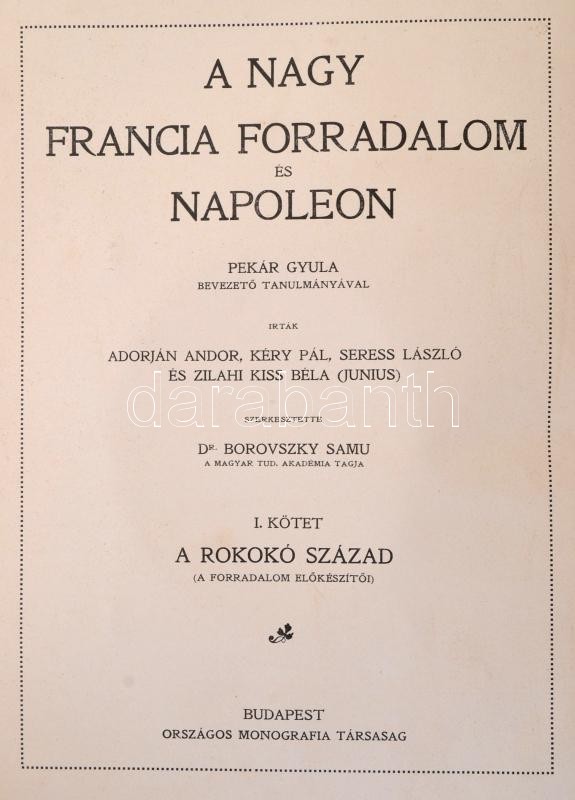 A NAGY
FRANCIA FORRADALOM
ÉS
NAPOLEON
PEKÁR GYULA
BEVEZETŐ TANULMÁNYÁVAL
IRTÁK
ADORJÁN ANDOR, KÉRY PÁL, SERESS LÁSZLÓ
ÉS ZILAHI KISS BÉLA (JUNIUS)
darabanth
SZERKESZTETTE
DR. BOROVSZKY SAMU
A MAGYAR TUD. AKADÉMIA TAGJA
I. KÖTET
A ROKOKÓ SZÁZAD
(A FORRADALOM ELŐKÉSZÍTŐI)
BUDAPEST
ORSZÁGOS MONOGRAFIA TÁRSASAG